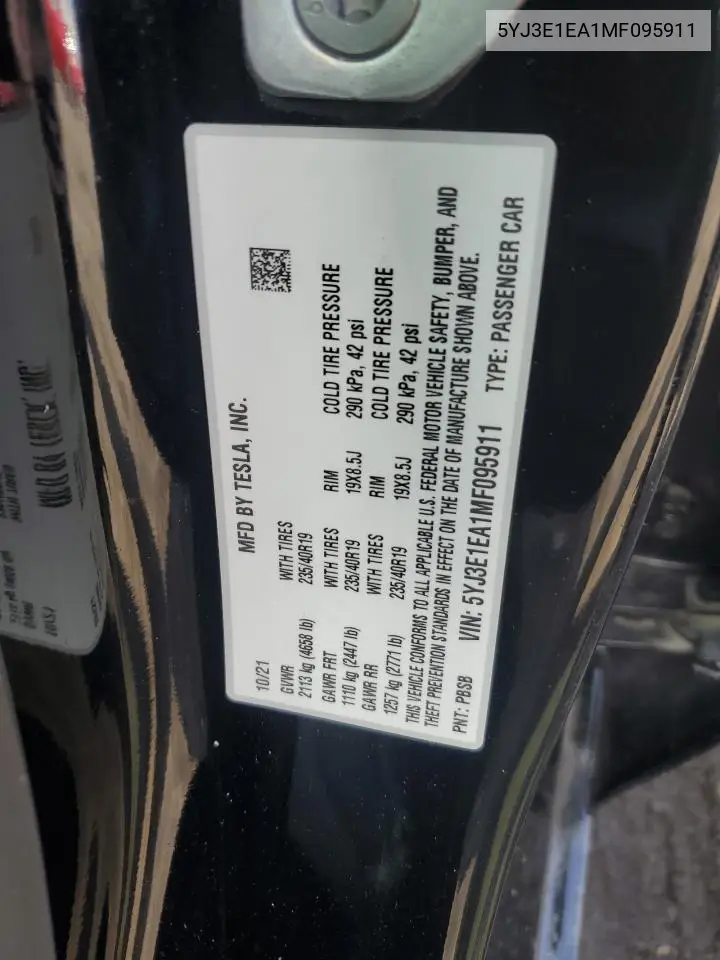 5YJ3E1EA1MF095911
MFD BY TESLA, INC.
10/21
GVWR WITH TIRES
2113 kg (4658 lb) 235/40R19
GAWR FRT WITH TIRES RIM COLD TIRE PRESSURE
1110 kg (2447 lb) 235/40R19 19X8.5J 290 kPa, 42 psi
GAWR RR WITH TIRES RIM COLD TIRE PRESSURE
1257 kg (2771 lb) 235/40R19 19X8.5J 290 kPa, 42 psi
THIS VEHICLE CONFORMS TO ALL APPLICABLE U.S. FEDERAL MOTOR VEHICLE SAFETY, BUMPER, AND
THEFT PREVENTION STANDARDS IN EFFECT ON THE DATE OF MANUFACTURE SHOWN ABOVE.
PNT: PBSB VIN: 5YJ3E1EA1MF095911 TYPE: PASSENGER CAR